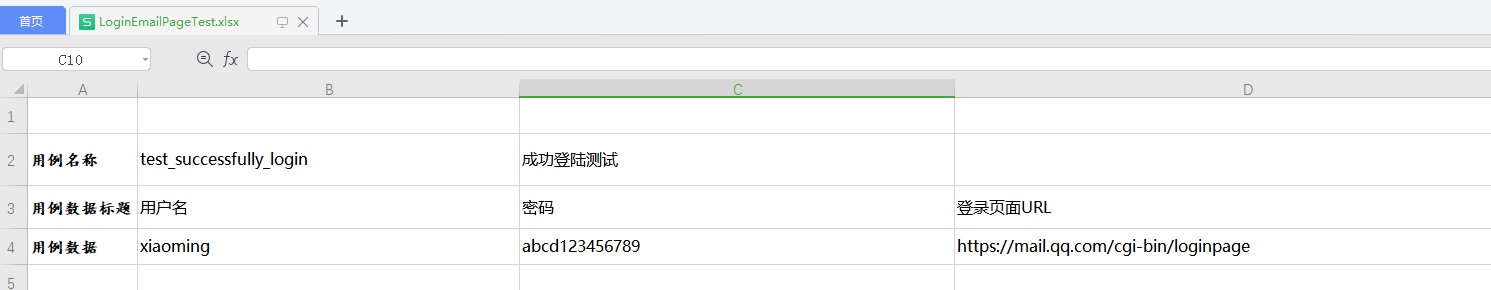 首页 S LoginEmailPageTest.xlsx +
C10 fx
A B C D
1
2 用例名称 test_successfully_login 成功登陆测试
3 用例数据标题 用户名 密码 登录页面URL
4 用例数据 xiaoming abcd123456789 https://mail.qq.com/cgi-bin/loginpage
5